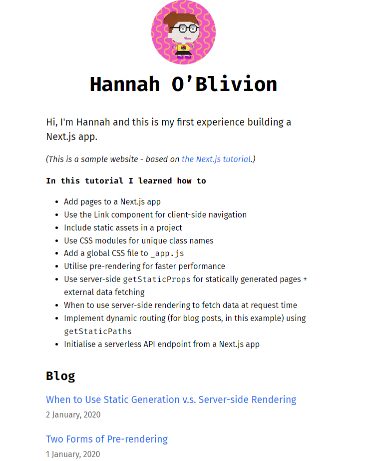 Hannah O’Blivion
Hi, I'm Hannah and this is my first experience building a
Next.js app.
(This is a sample website - based on the Next.js tutorial.)
In this tutorial I learned how to
Add pages to a Next.js app
Use the Link component for client-side navigation
Include static assets in a project
Use CSS modules for unique class names
Add a global CSS file to _app.js
Utilise pre-rendering for faster performance
Use server-side getStaticProps for statically generated pages +
external data fetching
When to use server-side rendering to fetch data at request time
Implement dynamic routing (for blog posts, in this example) using
getStaticPaths
Initialise a serverless API endpoint from a Next.js app
Blog
When to Use Static Generation v.s. Server-side Rendering
2 January, 2020
Two Forms of Pre-rendering
1 January, 2020